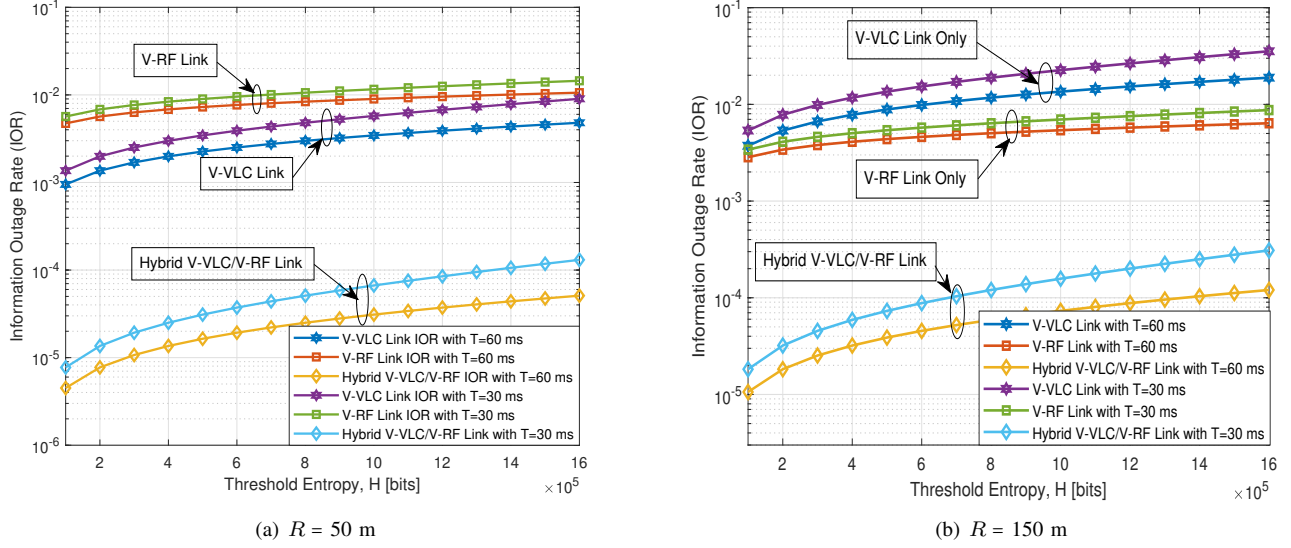 10^-1
10^-2
10^-3
10^-4
10^-5
10^-6
Information Outage Rate (IOR)
V-RF Link
V-VLC Link
Hybrid V-VLC/V-RF Link
V-VLC Link IOR with T=60 ms
V-RF Link IOR with T=60 ms
Hybrid V-VLC/V-RF IOR with T=60 ms
V-VLC Link IOR with T=30 ms
V-RF Link IOR with T=30 ms
Hybrid V-VLC/V-RF Link with T=30 ms
2 4 6 8 10 12 14 16
Threshold Entropy, H [bits]
× 10^5
(a) R = 50 m
10^-1
10^-2
10^-3
10^-4
10^-5
Information Outage Rate (IOR)
V-VLC Link Only
V-RF Link Only
Hybrid V-VLC/V-RF Link
V-VLC Link with T=60 ms
V-RF Link with T=60 ms
Hybrid V-VLC/V-RF Link with T=60 ms
V-VLC Link with T=30 ms
V-RF Link with T=30 ms
Hybrid V-VLC/V-RF Link with T=30 ms
2 4 6 8 10 12 14 16
Threshold Entropy, H [bits]
× 10^5
(b) R = 150 m